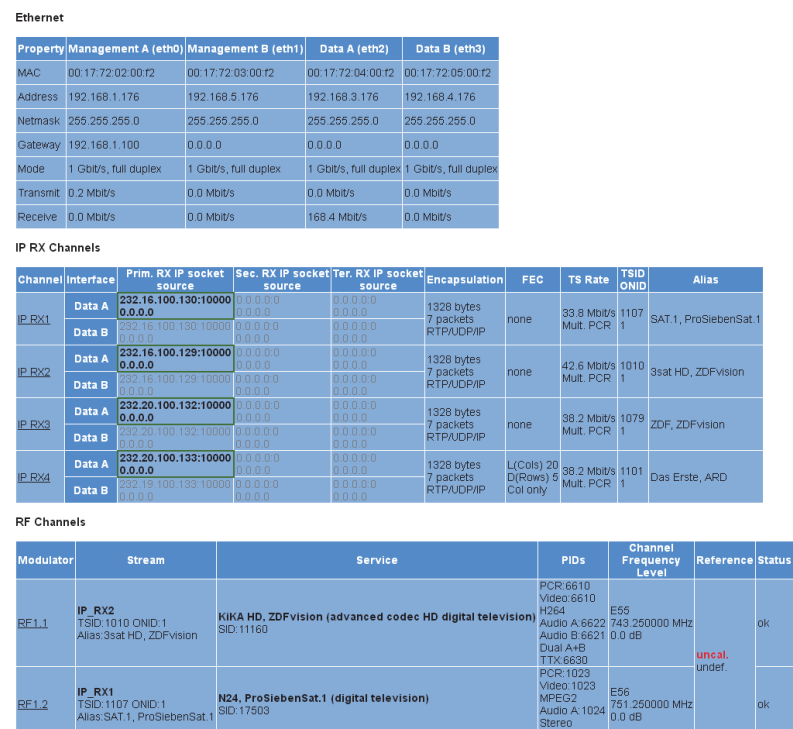 Ethernet
Property Management A (eth0) Management B (eth1) Data A (eth2) Data B (eth3)
MAC 00:17:72:02:00:f2 00:17:72:03:00:f2 00:17:72:04:00:f2 00:17:72:05:00:f2
Address 192.168.1.176 192.168.5.176 192.168.3.176 192.168.4.176
Netmask 255.255.255.0 255.255.255.0 255.255.255.0 255.255.255.0
Gateway 192.168.1.100 0.0.0.0 0.0.0.0 0.0.0.0
Mode 1 Gbit/s, full duplex 1 Gbit/s, full duplex 1 Gbit/s, full duplex 1 Gbit/s, full duplex
Transmit 0.2 Mbit/s 0.0 Mbit/s 0.0 Mbit/s 0.0 Mbit/s
Receive 0.0 Mbit/s 0.0 Mbit/s 168.4 Mbit/s 0.0 Mbit/s
IP RX Channels
Channel Interface Prim. RX IP socket source Sec. RX IP socket source Ter. RX IP socket source Encapsulation FEC TS Rate TSID ONID Alias
IP RX1 Data A 232.16.100.130:10000 0.0.0.0:0 0.0.0.0:0 1328 bytes none 33.8 Mbit/s 1107 SAT.1, ProSiebenSat.1
0.0.0.0 0.0.0.0 0.0.0.0 7 packets Mult. PCR 1
Data B 232.16.100.130:10000 0.0.0.0:0 0.0.0.0:0 RTP/UDP/IP
0.0.0.0 0.0.0.0 0.0.0.0
IP RX2 Data A 232.16.100.129:10000 0.0.0.0:0 0.0.0.0:0 1328 bytes none 42.6 Mbit/s 1010 3sat HD, ZDFvision
0.0.0.0 0.0.0.0 0.0.0.0 7 packets Mult. PCR 1
Data B 232.16.100.129:10000 0.0.0.0:0 0.0.0.0:0 RTP/UDP/IP
0.0.0.0 0.0.0.0 0.0.0.0
IP RX3 Data A 232.20.100.132:10000 0.0.0.0:0 0.0.0.0:0 1328 bytes none 38.2 Mbit/s 1079 ZDF, ZDFvision
0.0.0.0 0.0.0.0 0.0.0.0 7 packets Mult. PCR 1
Data B 232.20.100.132:10000 0.0.0.0:0 0.0.0.0:0 RTP/UDP/IP
0.0.0.0 0.0.0.0 0.0.0.0
IP RX4 Data A 232.20.100.133:10000 0.0.0.0:0 0.0.0.0:0 1328 bytes L(Cols) 20 38.2 Mbit/s 1101 Das Erste, ARD
0.0.0.0 0.0.0.0 0.0.0.0 7 packets D(Rows) 5 Mult. PCR 1
Data B 232.19.100.133:10000 0.0.0.0:0 0.0.0.0:0 RTP/UDP/IP Col only
0.0.0.0 0.0.0.0 0.0.0.0
RF Channels
Modulator Stream Service PIDs Channel Frequency Level Reference Status
RF1.1 IP_RX2 KiKA HD, ZDFvision (advanced codec HD digital television) PCR:6610 E55 ok
TSID:1010 ONID:1 SID:11160 Video:6610 743.250000 MHz
Alias:3sat HD, ZDFvision H264 0.0 dB
Audio A:6622
Audio B:6621
Dual A+B
TTX:6630
uncal.
undef.
RF1.2 IP_RX1 N24, ProSiebenSat.1 (digital television) PCR:1023 E56 ok
TSID:1107 ONID:1 SID:17503 Video:1023 751.250000 MHz
Alias:SAT.1, ProSiebenSat.1 MPEG2 0.0 dB
Audio A:1024
Stereo